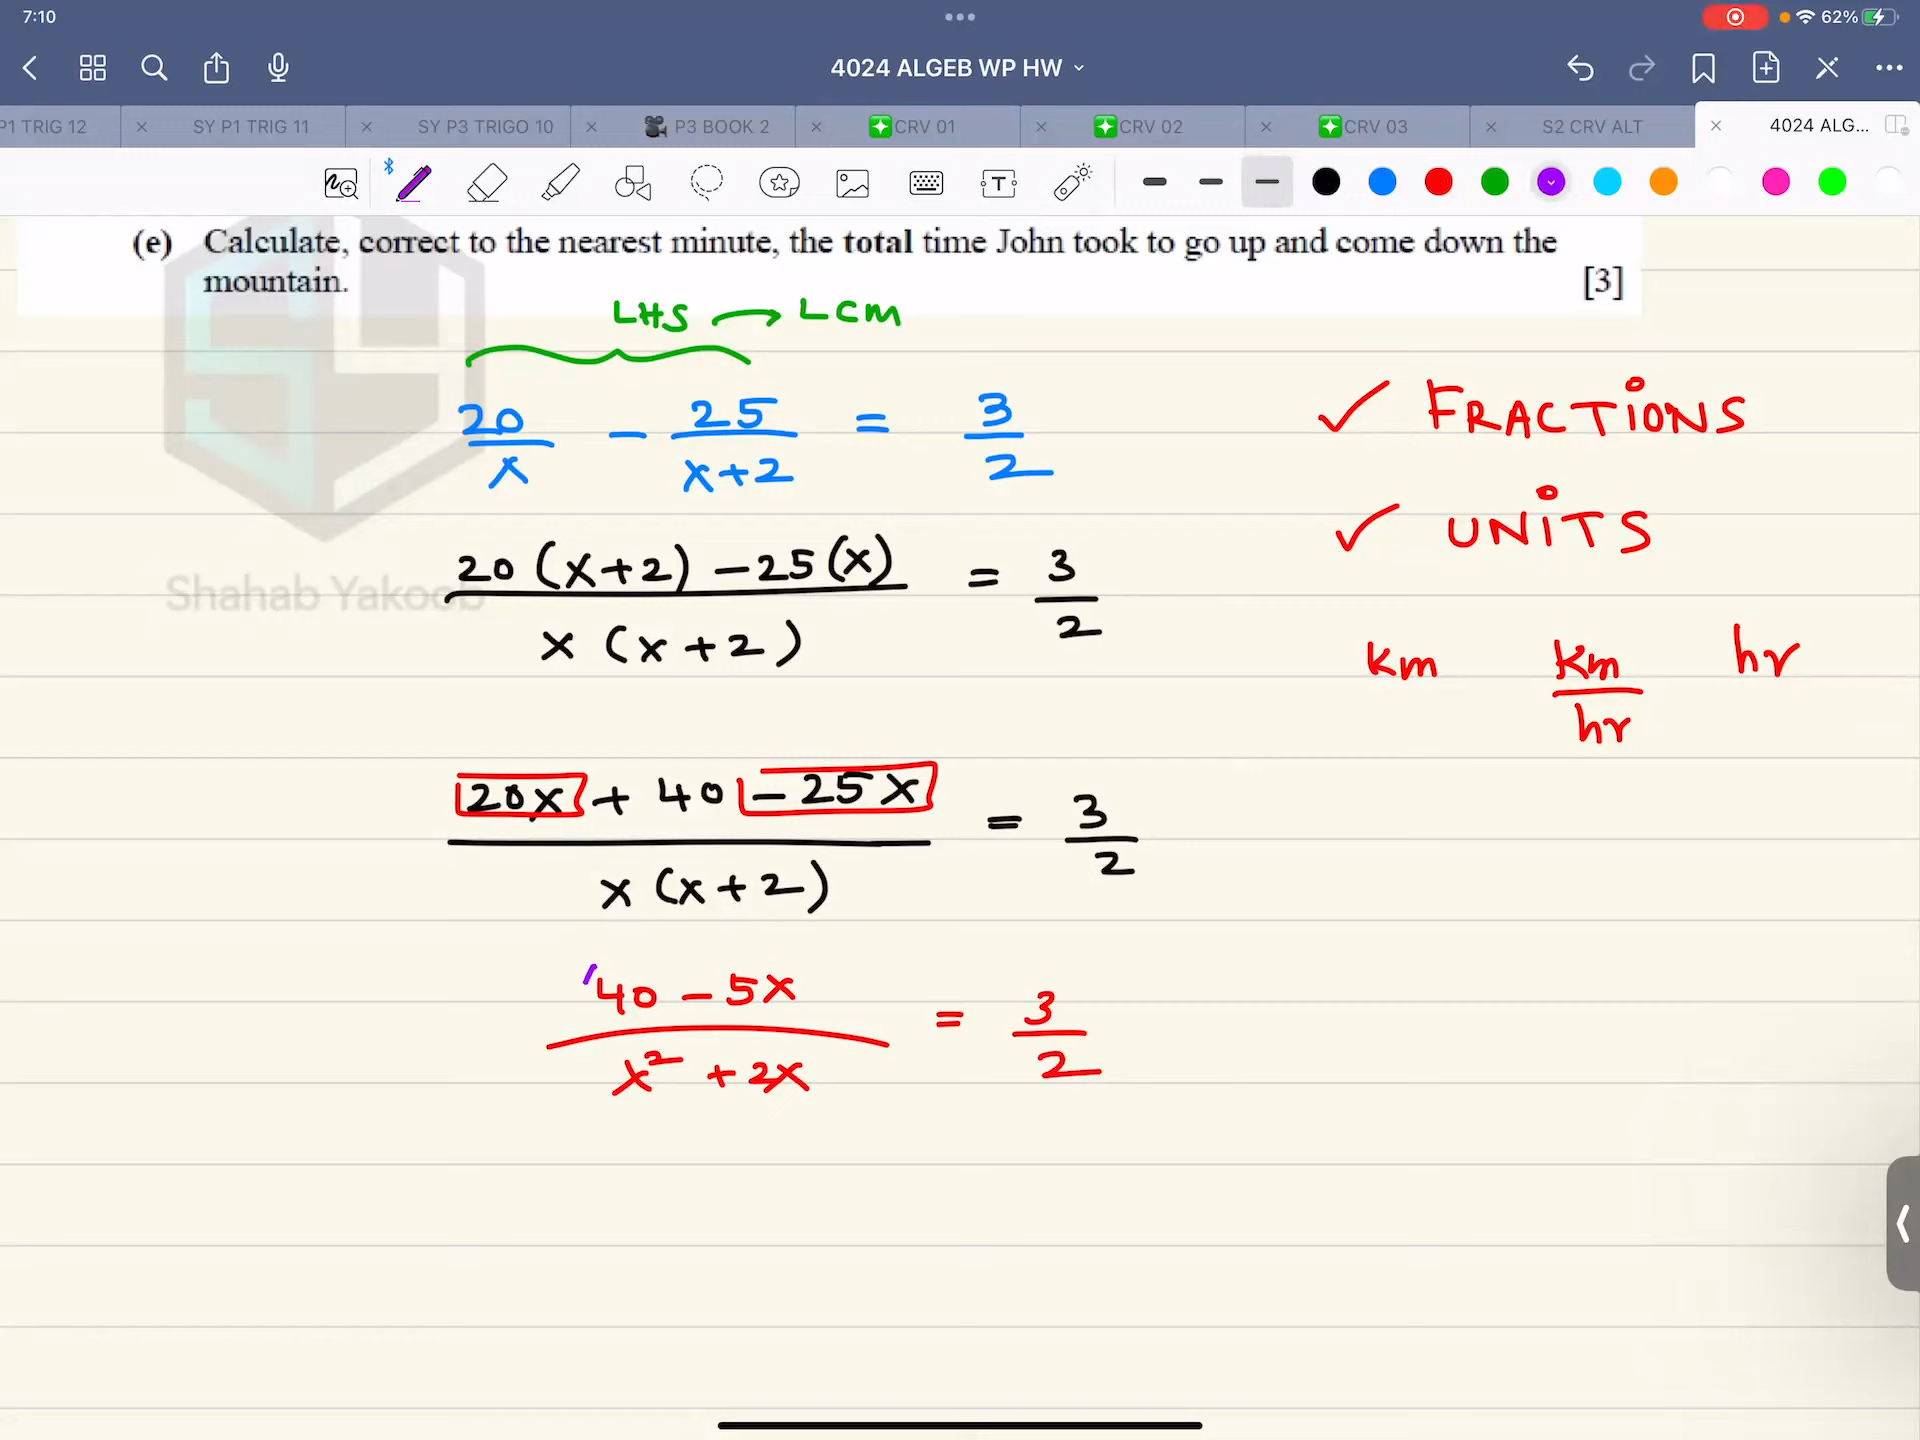 7:10
62%
4024 ALGEB WP HW
P1 TRIG 12
SY P1 TRIG 11
SY P3 TRIGO 10
P3 BOOK 2
CRV 01
CRV 02
CRV 03
S2 CRV ALT
4024 ALG...
(e) Calculate, correct to the nearest minute, the total time John took to go up and come down the
mountain. [3]
LHS → LCM
20/x - 25/(x+2) = 3/2
✓ FRACTIONS
✓ UNITS
(20(x+2) - 25(x))/(x(x+2)) = 3/2
Shahab Yakoob
km km/hr hr
(20x + 40 - 25x)/(x(x+2)) = 3/2
(40 - 5x)/(x² + 2x) = 3/2